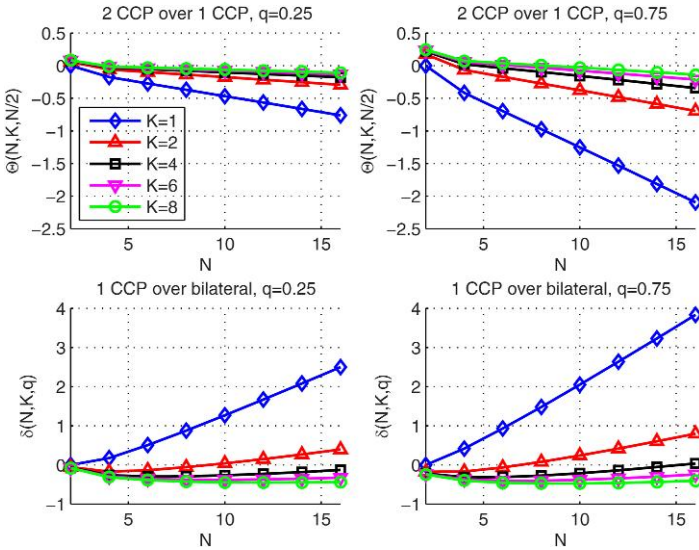 2 CCP over 1 CCP, q=0.25
0.5
0
−0.5
−1
−1.5
−2
−2.5
Θ(N,K,N/2)
K=1
K=2
K=4
K=6
K=8
5
10
15
N
2 CCP over 1 CCP, q=0.75
0.5
0
−0.5
−1
−1.5
−2
−2.5
Θ(N,K,N/2)
5
10
15
N
1 CCP over bilateral, q=0.25
4
3
2
1
0
−1
δ(N,K,q)
5
10
15
N
1 CCP over bilateral, q=0.75
4
3
2
1
0
−1
δ(N,K,q)
5
10
15
N